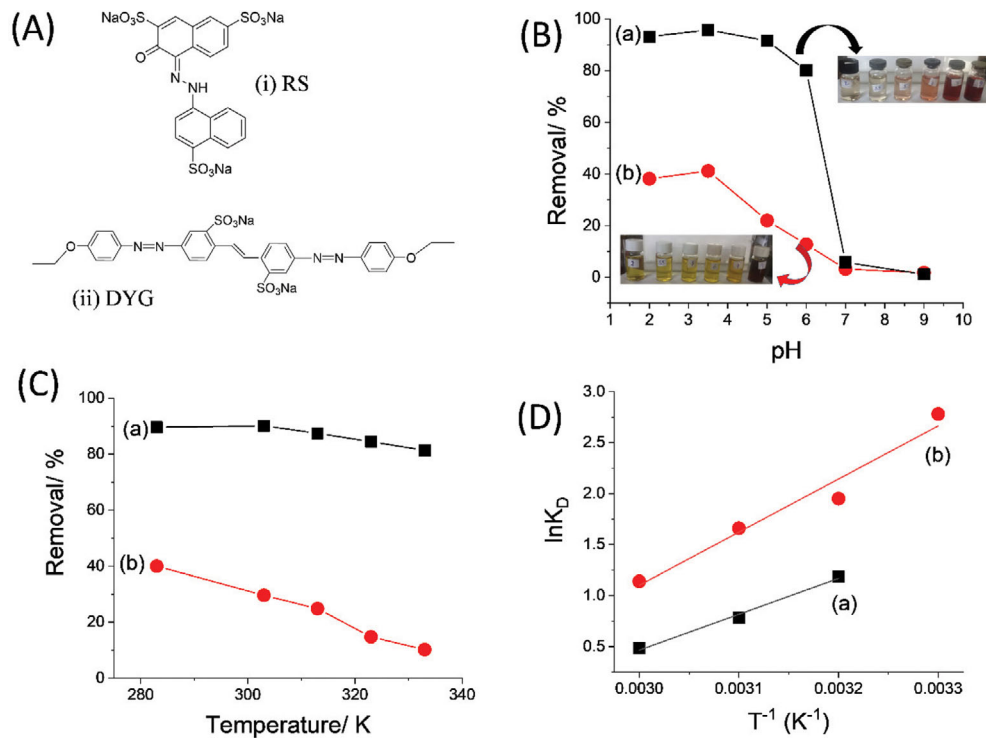 (A)
SO₃Na
SO₃Na
O
N
NH
(i) RS
SO₃Na
SO₃Na
O
N=N
N=N
O
SO₃Na
(ii) DYG
(B)
(a)
(b)
Removal/ %
100
80
60
40
20
0
1 2 3 4 5 6 7 8 9 10
pH
(C)
(a)
(b)
Removal/ %
100
80
60
40
20
0
280 300 320 340
Temperature/ K
(D)
(b)
(a)
lnK_D
3.0
2.5
2.0
1.5
1.0
0.5
0.0030 0.0031 0.0032 0.0033
T⁻¹ (K⁻¹)